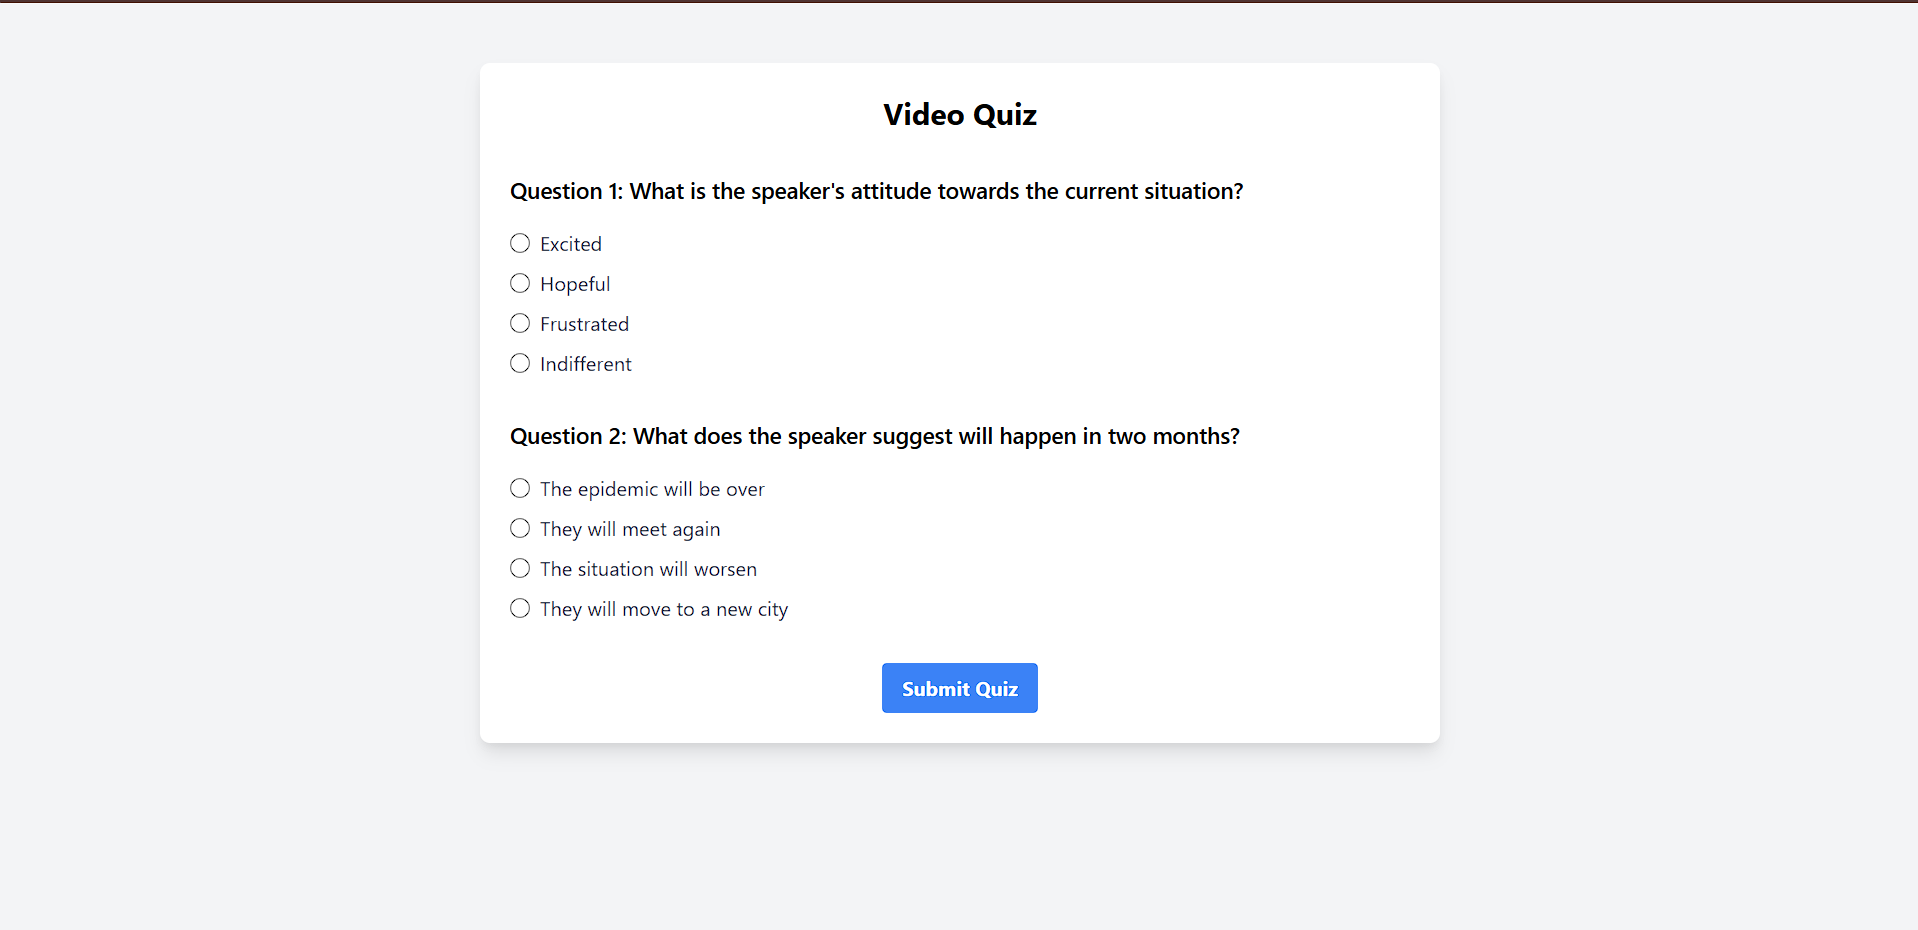 Video Quiz
Question 1: What is the speaker's attitude towards the current situation?
Excited
Hopeful
Frustrated
Indifferent
Question 2: What does the speaker suggest will happen in two months?
The epidemic will be over
They will meet again
The situation will worsen
They will move to a new city
Submit Quiz